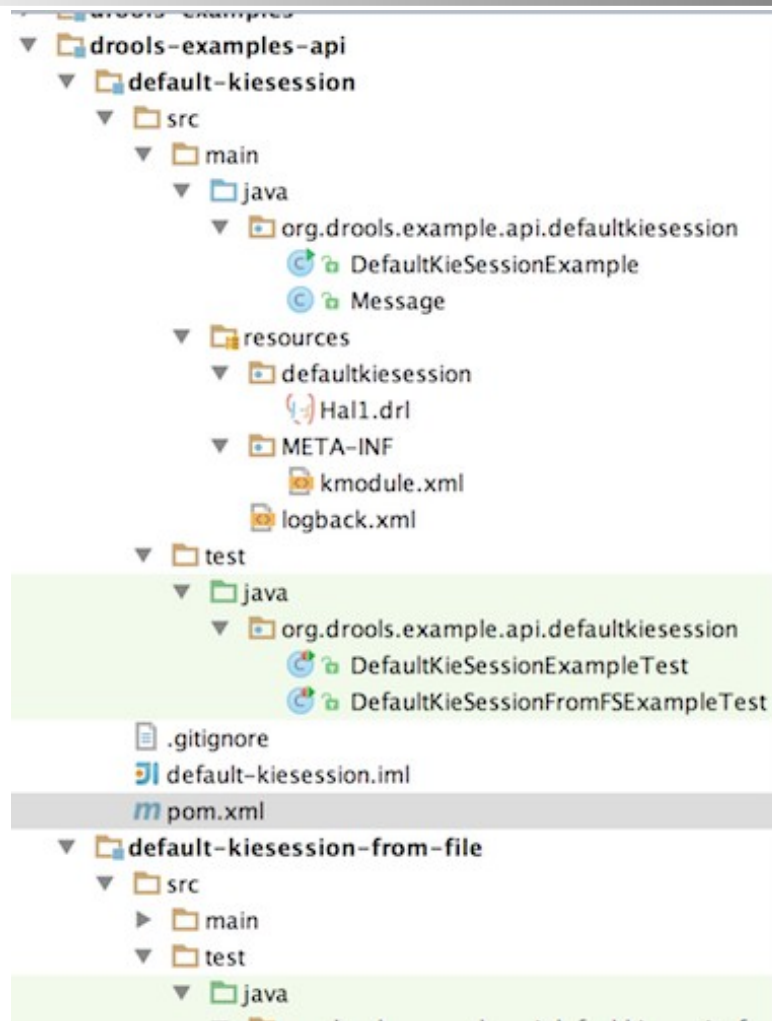 drools-examples
drools-examples-api
default-kiesession
src
main
java
org.drools.example.api.defaultkiesession
DefaultKieSessionExample
Message
resources
defaultkiesession
Hal1.drl
META-INF
kmodule.xml
logback.xml
test
java
org.drools.example.api.defaultkiesession
DefaultKieSessionExampleTest
DefaultKieSessionFromFSExampleTest
.gitignore
default-kiesession.iml
pom.xml
default-kiesession-from-file
src
main
test
java